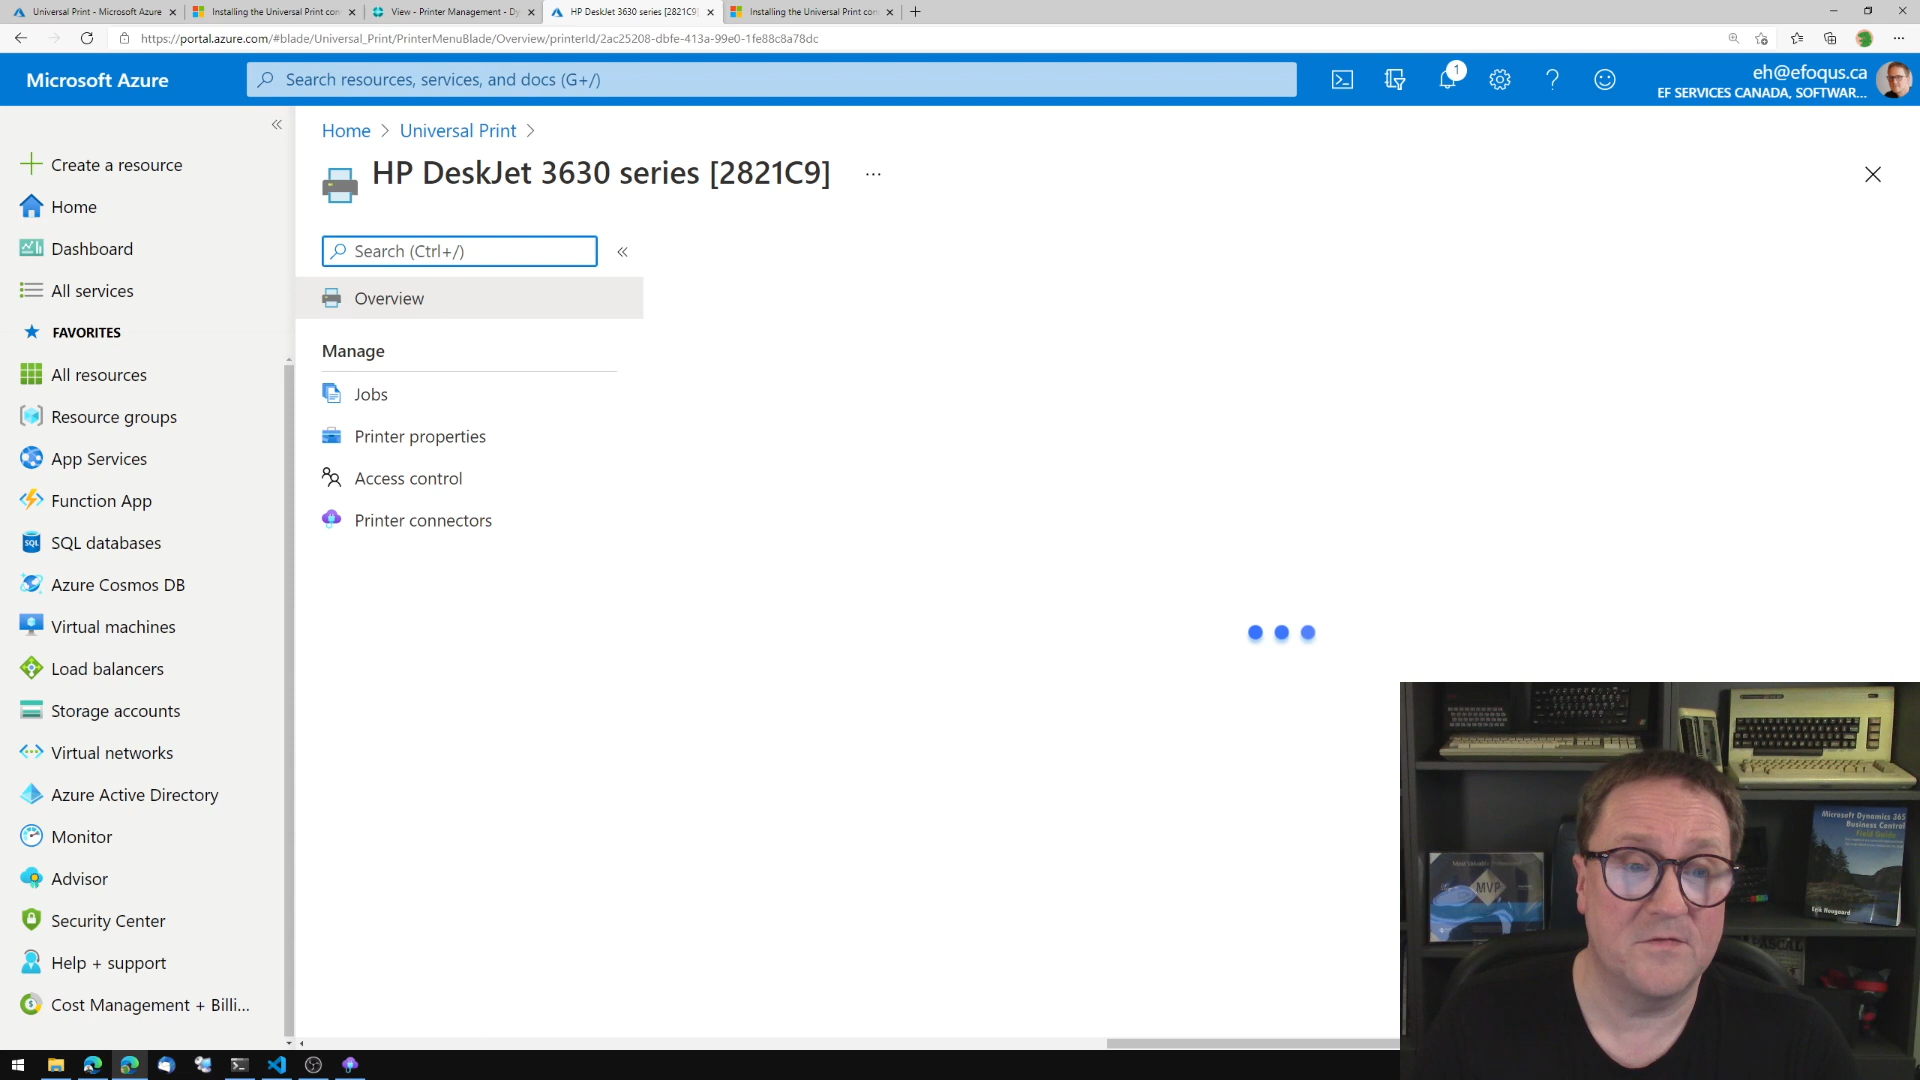 Universal Print - Microsoft Azure
Installing the Universal Print con
View - Printer Management - Dy
HP DeskJet 3630 series [2821C9]
Installing the Universal Print con
https://portal.azure.com/#blade/Universal_Print/PrinterMenuBlade/Overview/printerId/2ac25208-dbfe-413a-99e0-1fe88c8a78dc
Microsoft Azure
Search resources, services, and docs (G+/)
1
eh@efoqus.ca
EF SERVICES CANADA, SOFTWAR...
Home > Universal Print >
HP DeskJet 3630 series [2821C9] ...
Search (Ctrl+/)
Overview
Manage
Jobs
Printer properties
Access control
Printer connectors
Create a resource
Home
Dashboard
All services
FAVORITES
All resources
Resource groups
App Services
Function App
SQL databases
Azure Cosmos DB
Virtual machines
Load balancers
Storage accounts
Virtual networks
Azure Active Directory
Monitor
Advisor
Security Center
Help + support
Cost Management + Billi...
Microsoft Dynamics 365
Business Central
Field Guide
Erik Hougaard
MVP
PASCAL